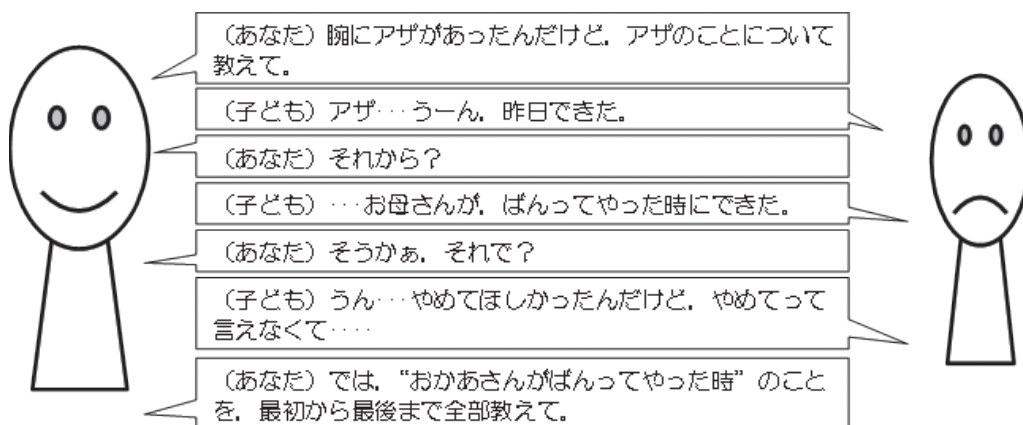 (あなた)腕にアザがあったんだけど，アザのことについて
教えて。
(子ども)アザ…うーん，昨日できた。
(あなた)それから？
(子ども)…お母さんが，ばんってやった時にできた。
(あなた)そうかぁ，それで？
(子ども)うん…やめてほしかったんだけど，やめてって
言えなくて‥‥
(あなた)では，“おかあさんがばんってやった時”のこと
を，最初から最後まで全部教えて。